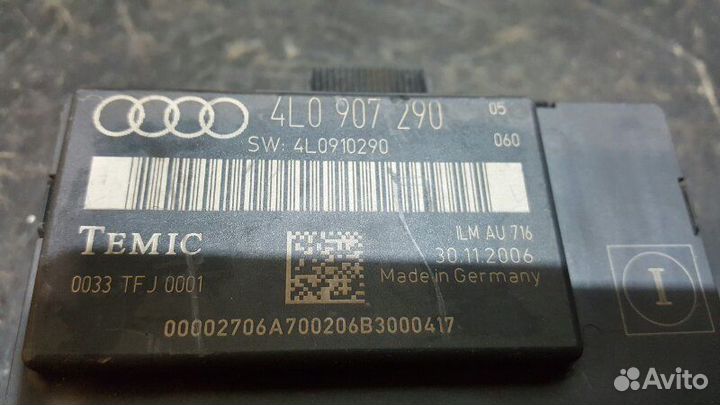 4L0 907 290 05
SW: 4L0910290 060
TEMIC ILM AU 716
30.11.2006
0033 TFJ 0001 Made in Germany
00002706A700206B3000417
I
Avito